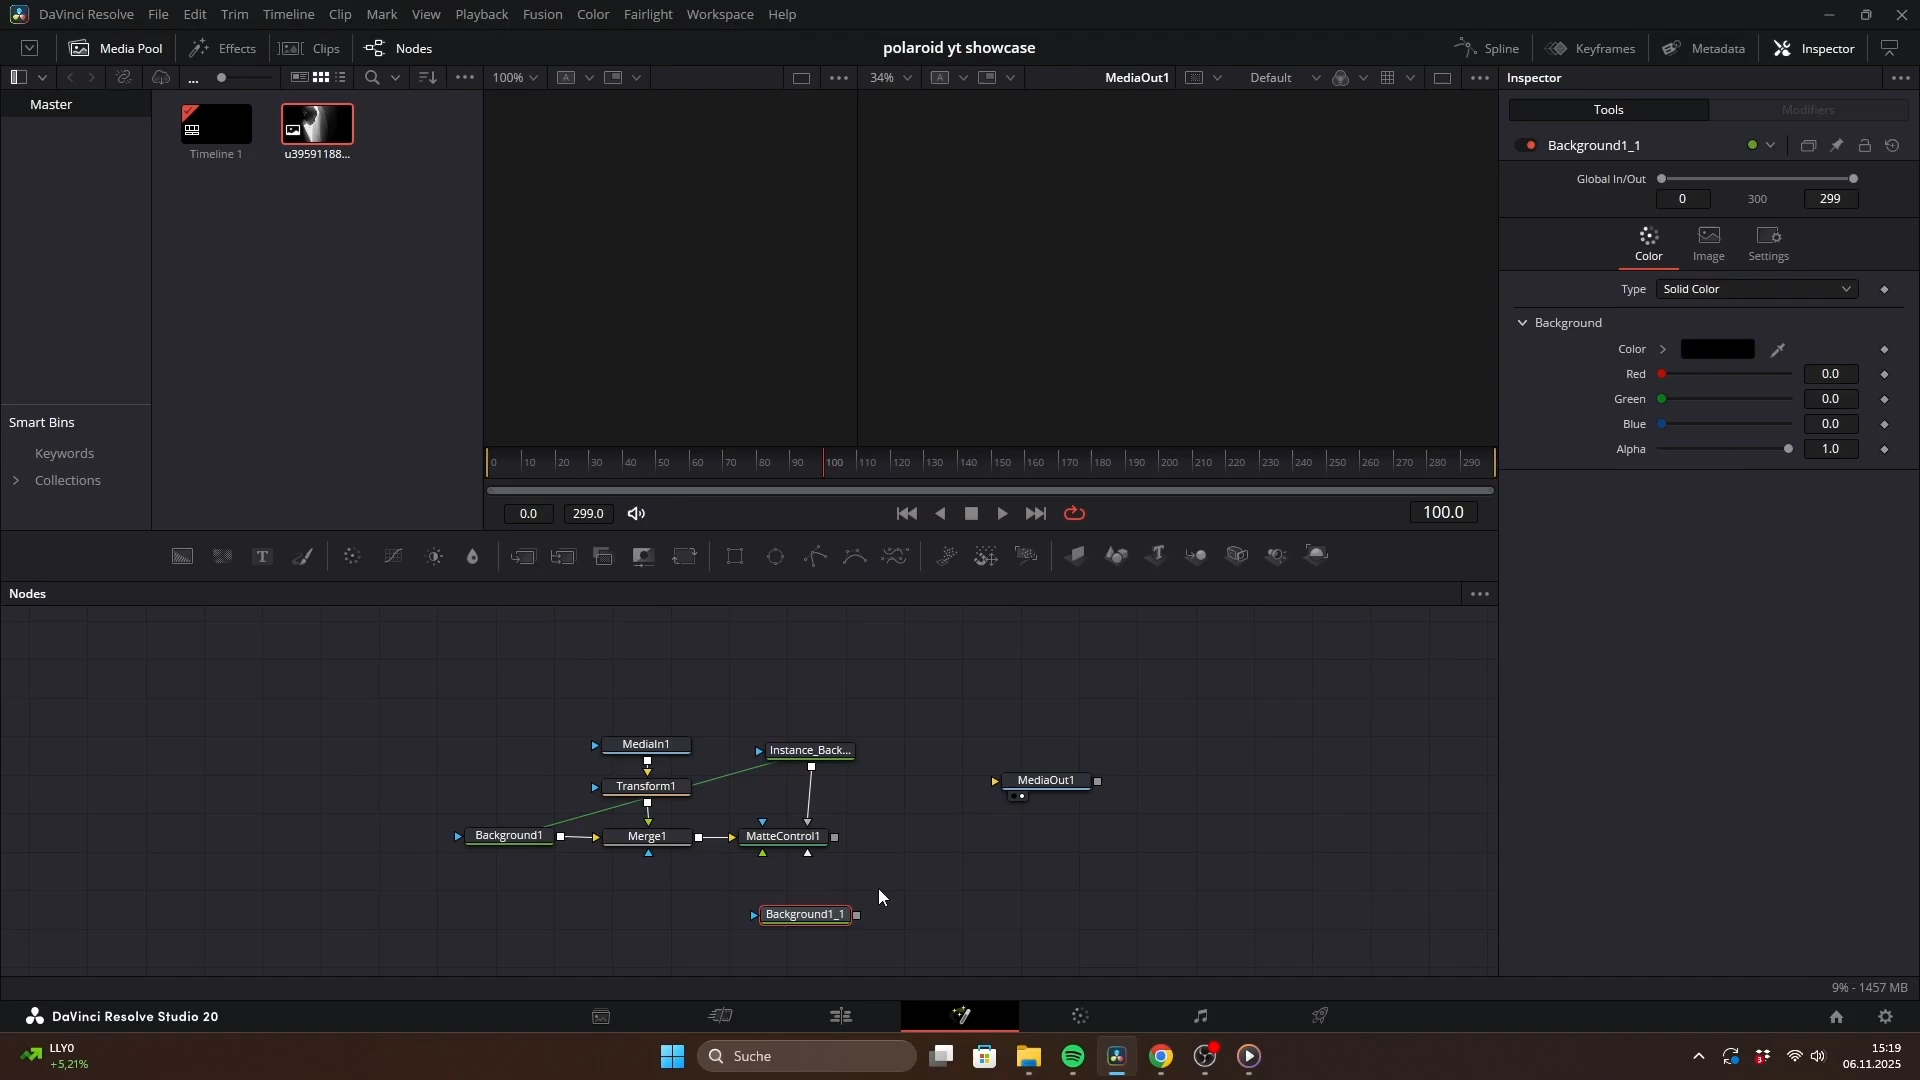 DaVinci Resolve File Edit Trim Timeline Clip Mark View Playback Fusion Color Fairlight Workspace Help
Media Pool Effects Clips Nodes polaroid yt showcase Spline Keyframes Metadata Inspector
... 100% A 34% A MediaOut1 Default Inspector
Master
Timeline 1
u39591188...
Smart Bins
Keywords
Collections
0 10 20 30 40 50 60 70 80 90 100 110 120 130 140 150 160 170 180 190 200 210 220 230 240 250 260 270 280 290
0.0 299.0 100.0
Tools Modifiers
Background1_1
Global In/Out
0 300 299
Color Image Settings
Type Solid Color
Background
Color
Red 0.0
Green 0.0
Blue 0.0
Alpha 1.0
T T
Nodes
MediaIn1
Instance_Back...
Transform1
MediaOut1
Background1
Merge1
MatteControl1
Background1_1
9% - 1457 MB
DaVinci Resolve Studio 20
LLY0
+5,21%
Suche
3
15:19
06.11.2025